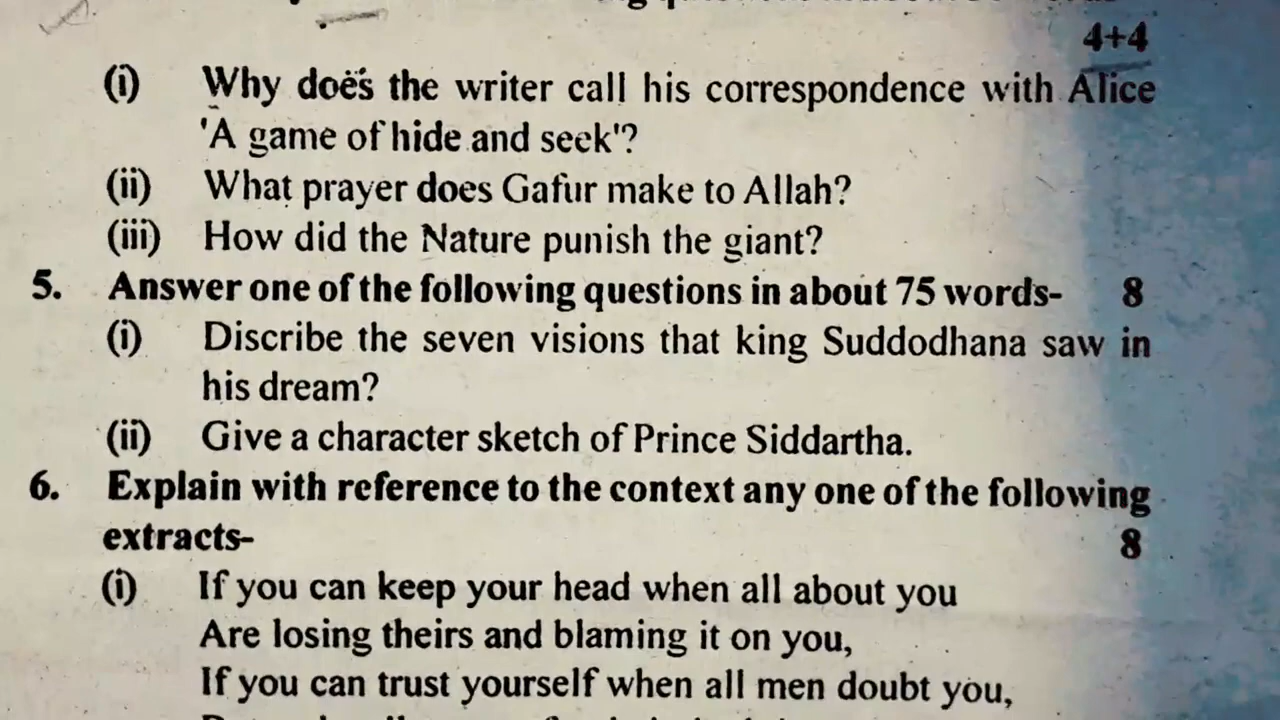 4+4
(i) Why does the writer call his correspondence with Alice
'A game of hide and seek'?
(ii) What prayer does Gafur make to Allah?
(iii) How did the Nature punish the giant?
5. Answer one of the following questions in about 75 words- 8
(i) Discribe the seven visions that king Suddodhana saw in
his dream?
(ii) Give a character sketch of Prince Siddartha.
6. Explain with reference to the context any one of the following
extracts- 8
(i) If you can keep your head when all about you
Are losing theirs and blaming it on you,
If you can trust yourself when all men doubt you,